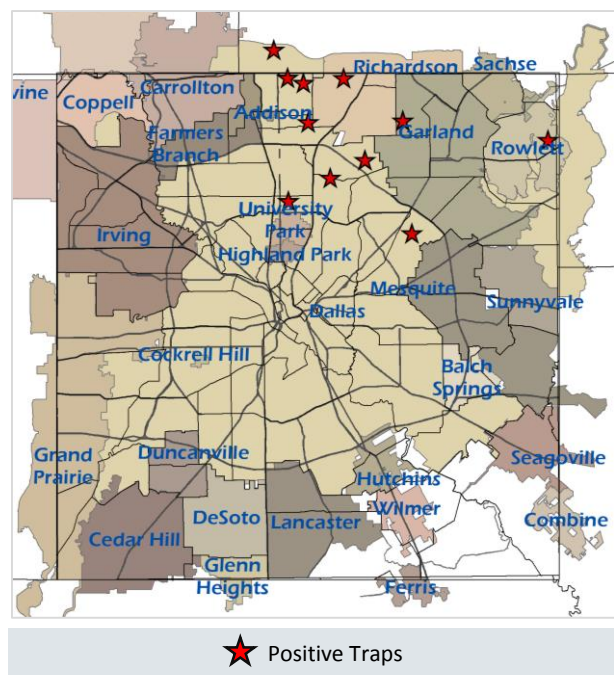 Richardson
Sachse
vine
Coppell
Carrollton
Addison
Farmers
Branch
Garland
Rowlett
University
Park
Irving
Highland Park
Mesquite
Sunnyvale
Dallas
Cockrell Hill
Balch
Springs
Grand
Prairie
Duncanville
Seagoville
Hutchins
DeSoto
Lancaster
Wilmer
Combine
Cedar Hill
Glenn
Heights
Ferris
Positive Traps